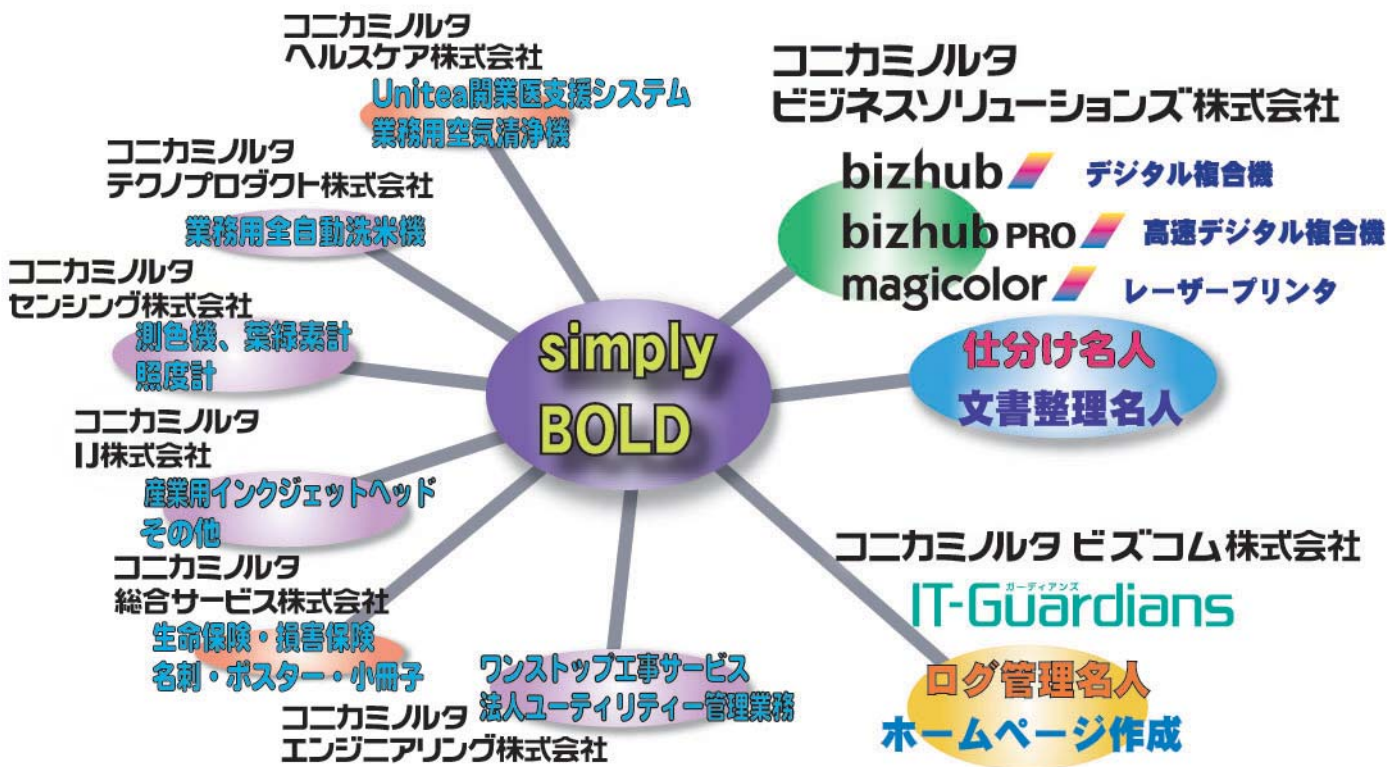 コニカミノルタ
ヘルスケア株式会社
Unitea開業医支援システム
業務用空気清浄機
コニカミノルタ
テクノプロダクト株式会社
業務用全自動洗米機
コニカミノルタ
センシング株式会社
測色機、葉緑素計
照度計
コニカミノルタ
IJ株式会社
産業用インクジェットヘッド
その他
コニカミノルタ
総合サービス株式会社
生命保険・損害保険
名刺・ポスター・小冊子
ワンストップ工事サービス
法人ユーティリティー管理業務
コニカミノルタ
エンジニアリング株式会社
simply
BOLD
コニカミノルタ
ビジネスソリューションズ株式会社
bizhub デジタル複合機
bizhub PRO 高速デジタル複合機
magicolor レーザープリンタ
仕分け名人
文書整理名人
コニカミノルタ ビズコム株式会社
ガーディアンズ
IT-Guardians
ログ管理名人
ホームページ作成